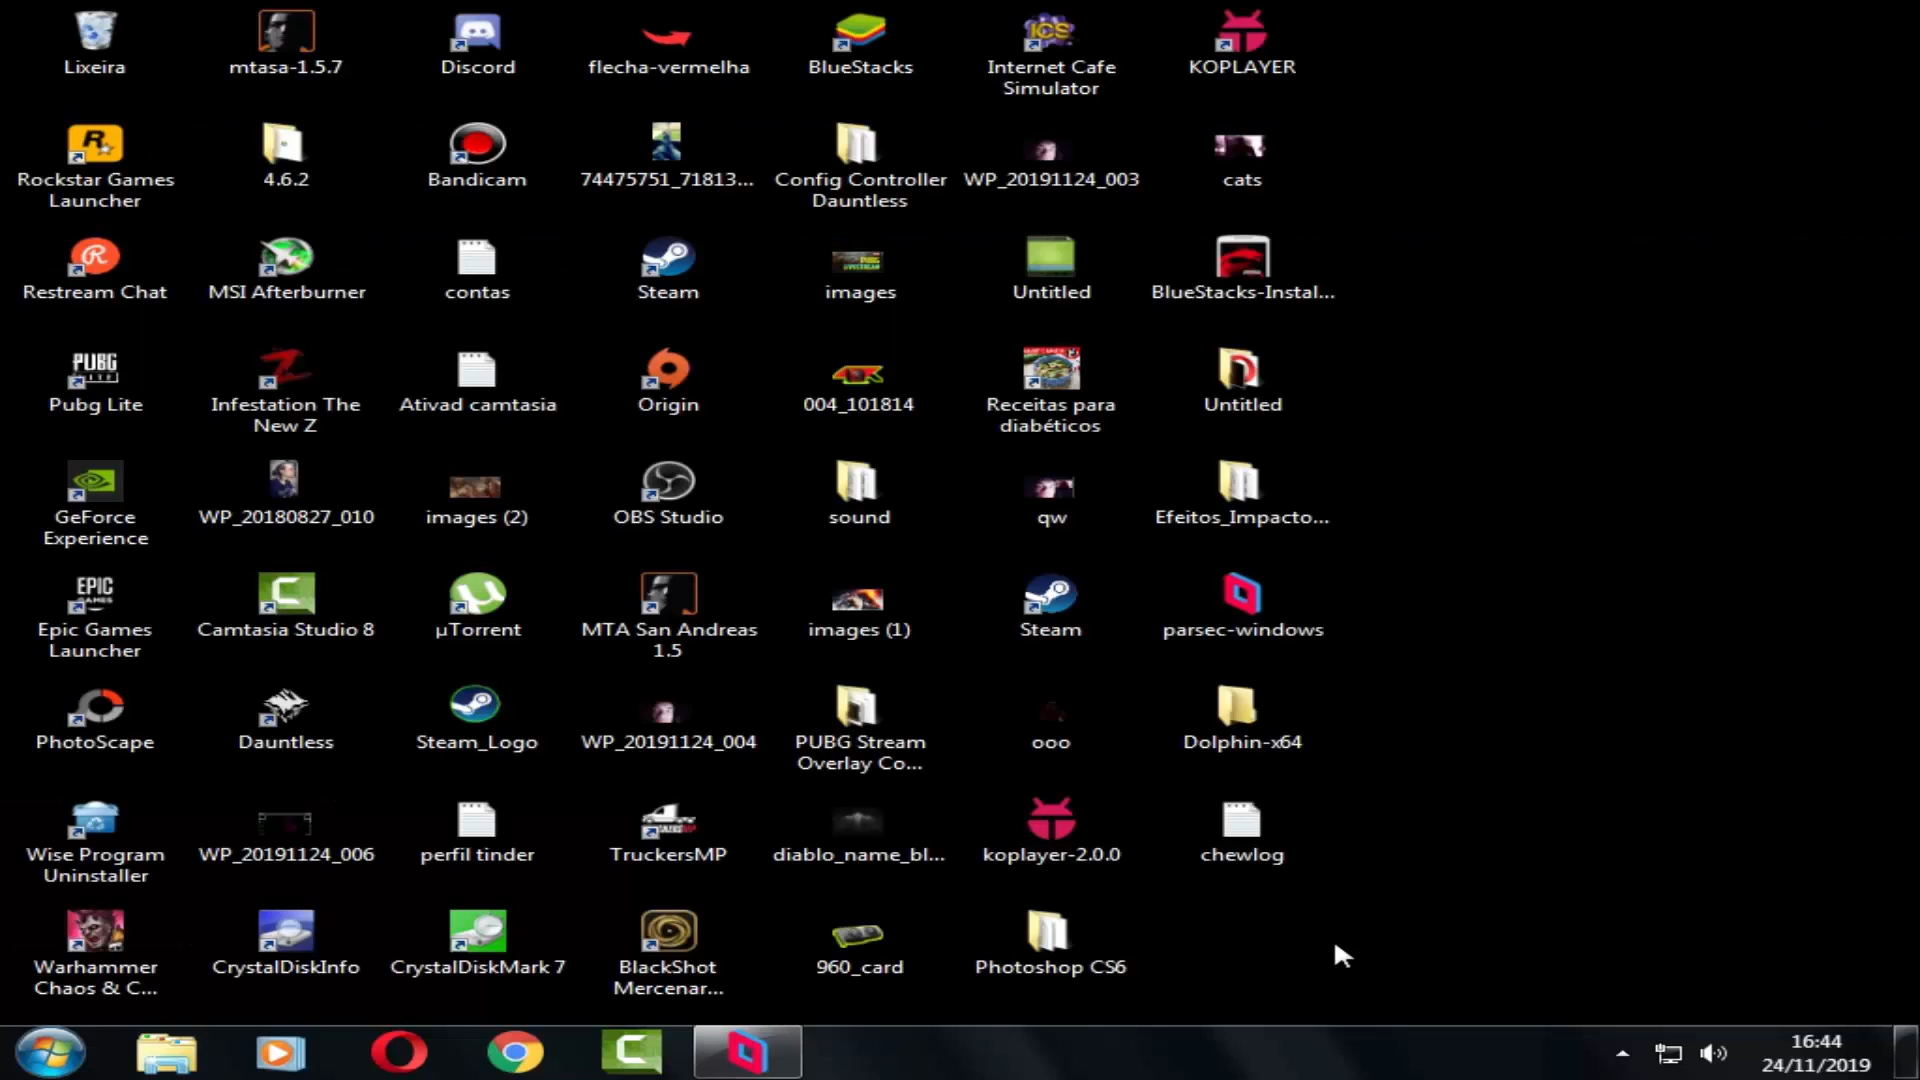 Lixeira
mtasa-1.5.7
Discord
flecha-vermelha
BlueStacks
Internet Cafe
Simulator
KOPLAYER
Rockstar Games
Launcher
4.6.2
Bandicam
74475751_71813...
Config Controller
Dauntless
WP_20191124_003
cats
Restream Chat
MSI Afterburner
contas
Steam
images
Untitled
BlueStacks-Instal...
PUBG
LITE
Pubg Lite
Infestation The
New Z
Ativad camtasia
Origin
004_101814
Receitas para
diabéticos
Untitled
GeForce
Experience
WP_20180827_010
images (2)
OBS Studio
sound
qw
Efeitos_Impacto...
EPIC
GAMES
Epic Games
Launcher
Camtasia Studio 8
µTorrent
MTA San Andreas
1.5
images (1)
Steam
parsec-windows
PhotoScape
Dauntless
Steam_Logo
WP_20191124_004
PUBG Stream
Overlay Co...
ooo
Dolphin-x64
Wise Program
Uninstaller
WP_20191124_006
perfil tinder
TruckersMP
diablo_name_bl...
koplayer-2.0.0
chewlog
Warhammer
Chaos & C...
CrystalDiskInfo
CrystalDiskMark 7
BlackShot
Mercenar...
960_card
Photoshop CS6
16:44
24/11/2019